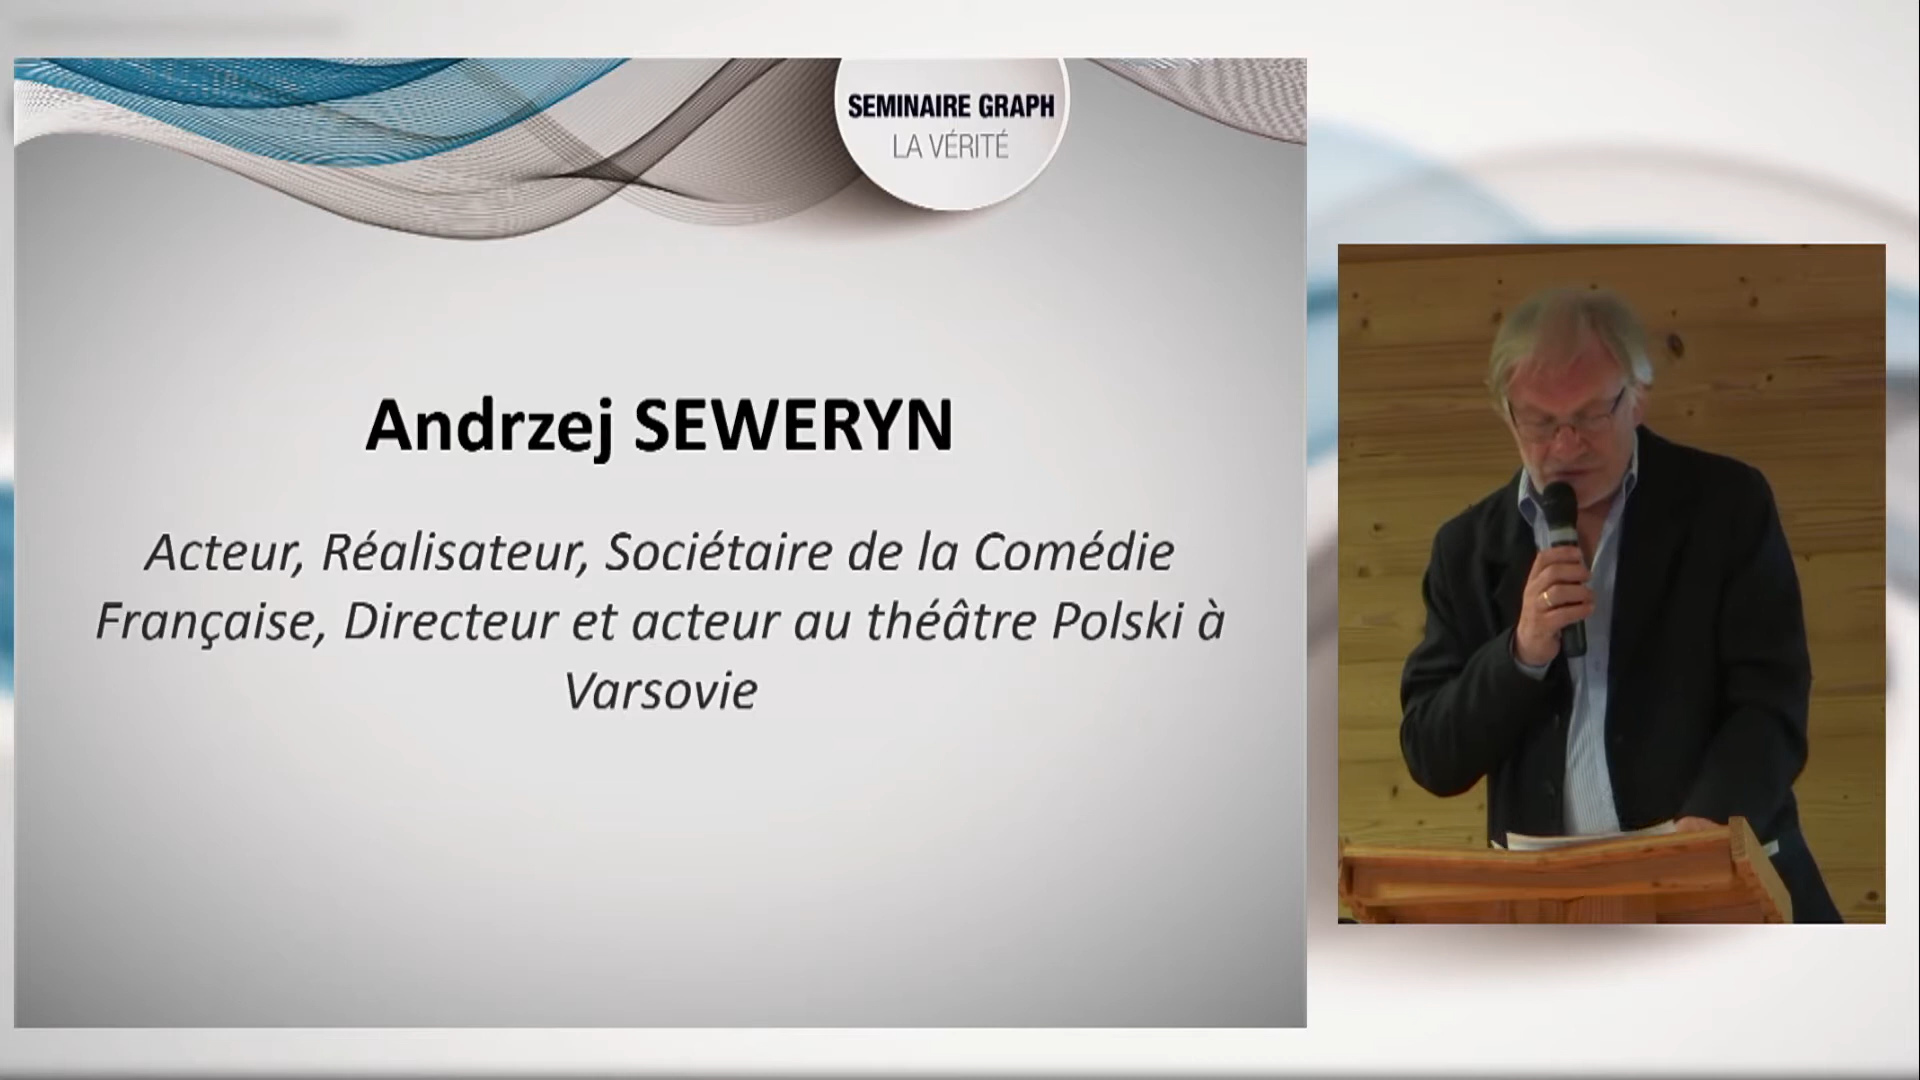 SEMINAIRE GRAPH
LA VÉRITÉ
Andrzej SEWERYN
Acteur, Réalisateur, Sociétaire de la Comédie
Française, Directeur et acteur au théâtre Polski à
Varsovie